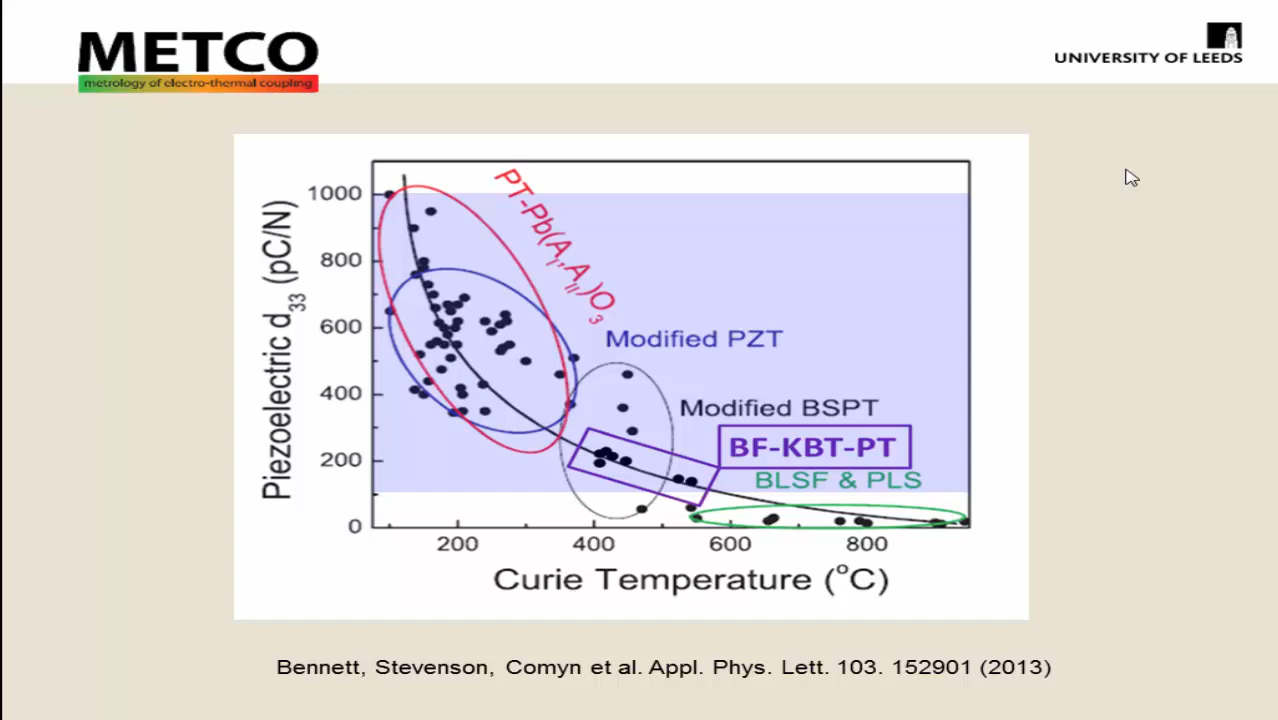 METCO
metrology of electro-thermal coupling
UNIVERSITY OF LEEDS
Piezoelectric d33 (pC/N)
1000
800
600
400
200
0
PT-Pb(AI,AII)O3
Modified PZT
Modified BSPT
BF-KBT-PT
BLSF & PLS
200 400 600 800
Curie Temperature (°C)
Bennett, Stevenson, Comyn et al. Appl. Phys. Lett. 103. 152901 (2013)